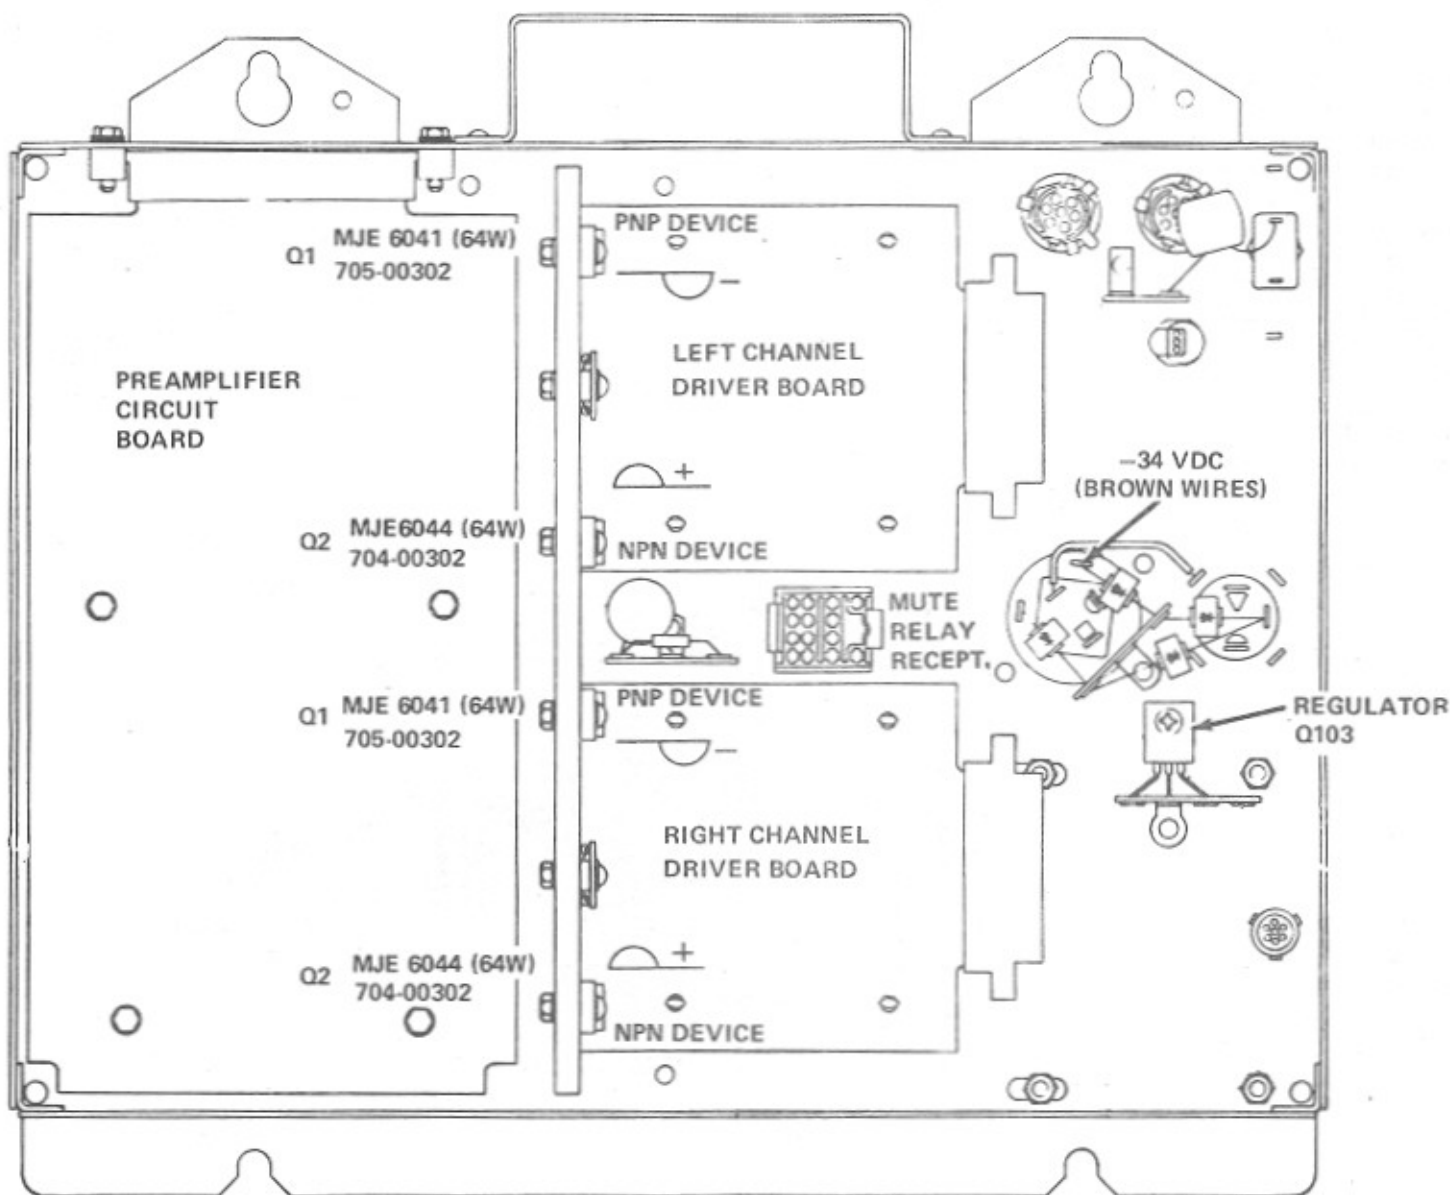 PNP DEVICE
Q1 MJE 6041 (64W)
705-00302
−
LEFT CHANNEL
DRIVER BOARD
PREAMPLIFIER
CIRCUIT
BOARD
−34 VDC
(BROWN WIRES)
+
Q2 MJE6044 (64W)
704-00302
NPN DEVICE
MUTE
RELAY
RECEPT.
PNP DEVICE
Q1 MJE 6041 (64W)
705-00302
−
REGULATOR
Q103
RIGHT CHANNEL
DRIVER BOARD
+
Q2 MJE 6044 (64W)
704-00302
NPN DEVICE